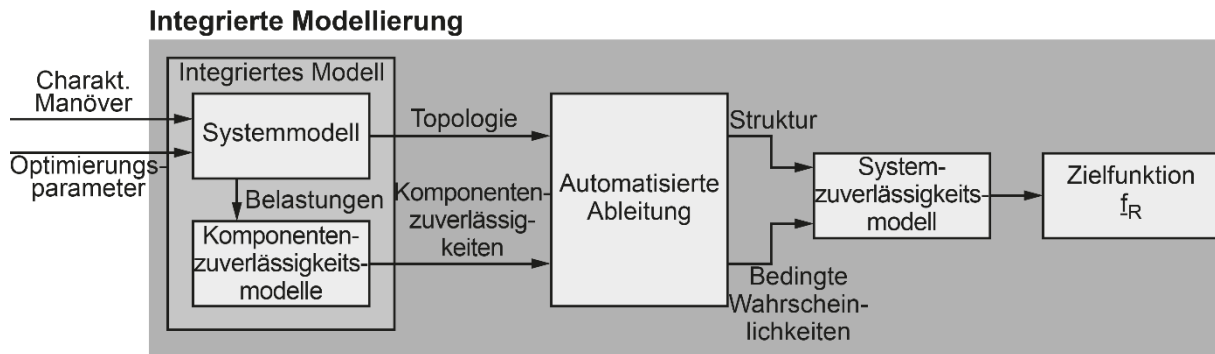 Integrierte Modellierung
Charakt.
Manöver
Optimierungs-
parameter
Integriertes Modell
Systemmodell
Belastungen
Komponenten-
zuverlässigkeits-
modelle
Topologie
Komponenten-
zuverlässig-
keiten
Automatisierte
Ableitung
Struktur
Bedingte
Wahrschein-
lichkeiten
System-
zuverlässigkeits
modell
Zielfunktion
f_R